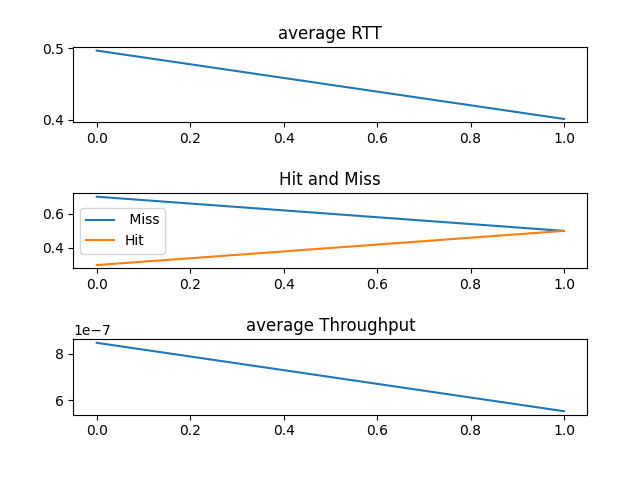 average RTT
0.5
0.4
0.0 0.2 0.4 0.6 0.8 1.0
Hit and Miss
0.6
0.4
Miss
Hit
0.0 0.2 0.4 0.6 0.8 1.0
average Throughput
1e−7
8
6
0.0 0.2 0.4 0.6 0.8 1.0